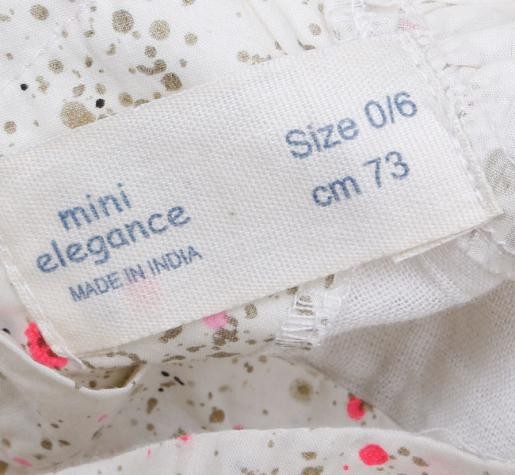 Size 0/6
cm 73
mini
elegance
MADE IN INDIA